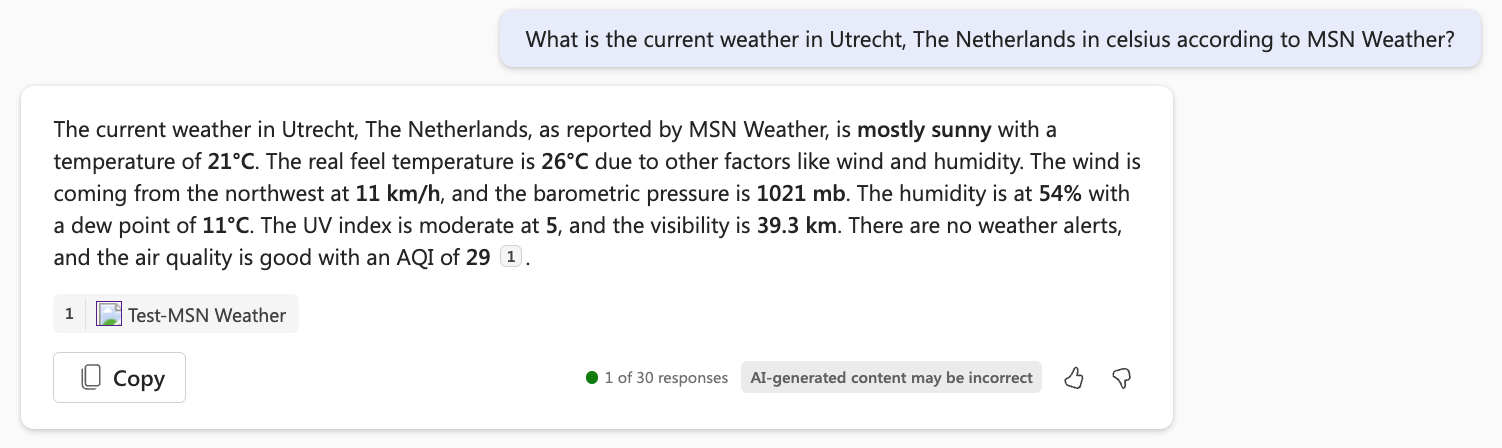 What is the current weather in Utrecht, The Netherlands in celsius according to MSN Weather?
The current weather in Utrecht, The Netherlands, as reported by MSN Weather, is mostly sunny with a
temperature of 21°C. The real feel temperature is 26°C due to other factors like wind and humidity. The wind is
coming from the northwest at 11 km/h, and the barometric pressure is 1021 mb. The humidity is at 54% with
a dew point of 11°C. The UV index is moderate at 5, and the visibility is 39.3 km. There are no weather alerts,
and the air quality is good with an AQI of 29 1 .
1 Test-MSN Weather
Copy 1 of 30 responses AI-generated content may be incorrect